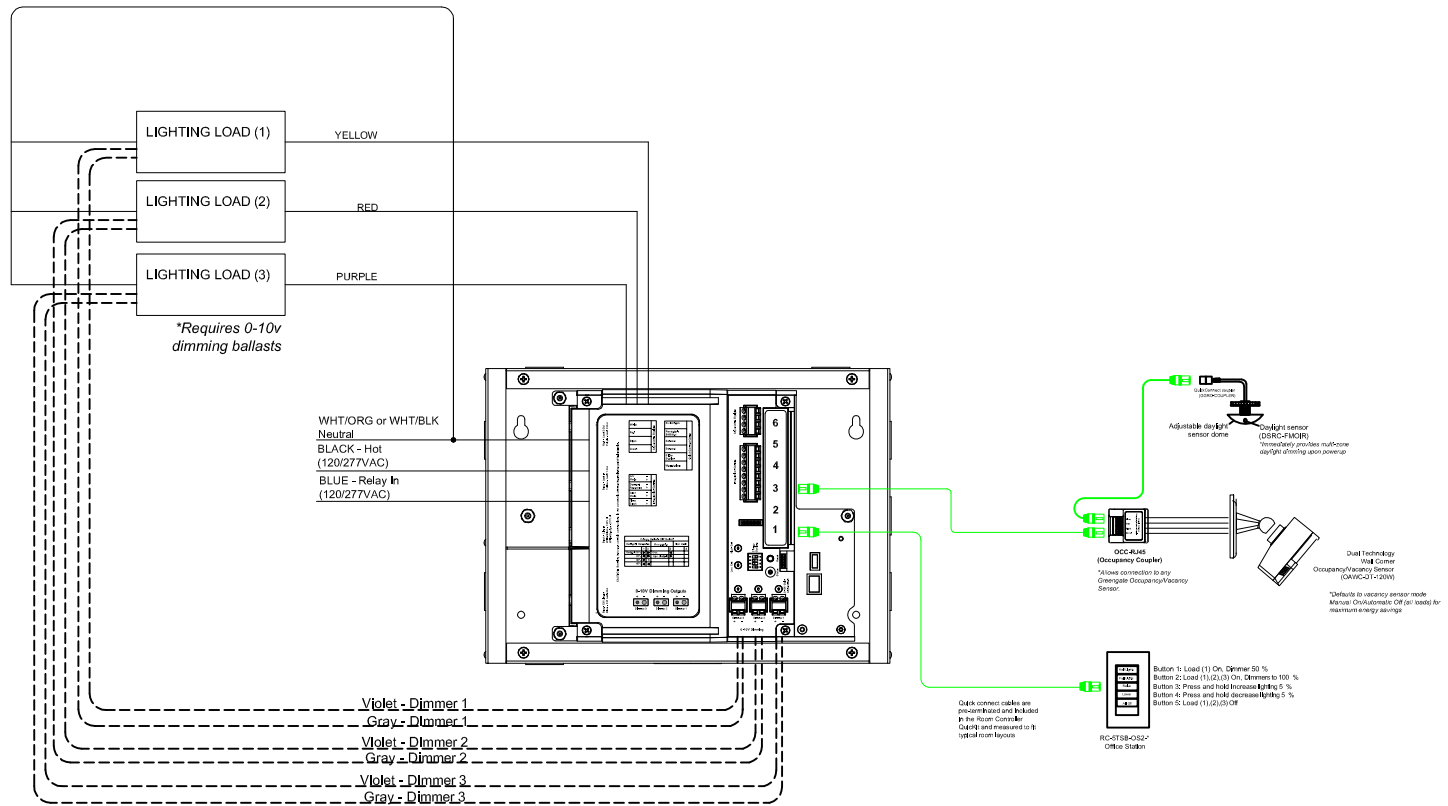 LIGHTING LOAD (1)
YELLOW
LIGHTING LOAD (2)
RED
LIGHTING LOAD (3)
PURPLE
*Requires 0-10v
dimming ballasts
WHT/ORG or WHT/BLK
Neutral
BLACK - Hot
(120/277VAC)
BLUE - Relay In
(120/277VAC)
6
5
4
3
2
1
0-10V Dimming Outputs
0-10V Dimming
Quick Connect coupler
Adjustable daylight
sensor dome
Daylight sensor
(DSRC-FMOIR)
*Immediately provides multi-zone
daylight dimming upon powerup
OCC-RJ45
(Occupancy Coupler)
*Allows connection to any
Greengate Occupancy/Vacancy
Sensor.
Dual Technology
Wall Corner
Occupancy/Vacancy Sensor
(OAWC-DT-120W)
*Defaults to vacancy sensor mode
Manual On/Automatic Off (all loads) for
maximum energy savings
Button 1: Load (1) On, Dimmer 50 %
Button 2: Load (1),(2),(3) On, Dimmers to 100 %
Button 3: Press and hold Increase lighting 5 %
Button 4: Press and hold decrease lighting 5 %
Button 5: Load (1),(2),(3) Off
RC-5TSB-OS2-*
Office Station
Quick connect cables are
pre-terminated and included
in the Room Controller
QuickKit and measured to fit
typical room layouts
Violet - Dimmer 1
Gray - Dimmer 1
Violet - Dimmer 2
Gray - Dimmer 2
Violet - Dimmer 3
Gray - Dimmer 3